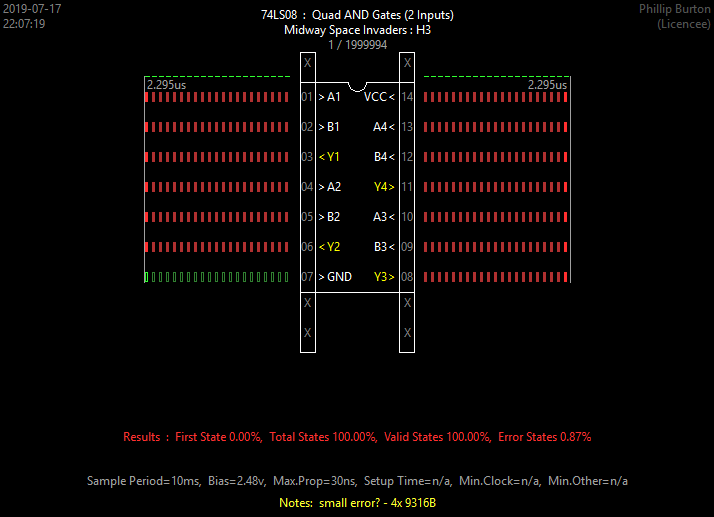 2019-07-17
22:07:19
74LS08 : Quad AND Gates (2 Inputs)
Midway Space Invaders : H3
1 / 1999994
Phillip Burton
(Licencee)
X X
2.295us 2.295us
01 >A1 VCC< 14
02 >B1 A4< 13
03 <Y1 B4< 12
04 >A2 Y4> 11
05 >B2 A3< 10
06 <Y2 B3< 09
07 >GND Y3> 08
X X
X X
Results : First State 0.00%, Total States 100.00%, Valid States 100.00%, Error States 0.87%
Sample Period=10ms, Bias=2.48v, Max.Prop=30ns, Setup Time=n/a, Min.Clock=n/a, Min.Other=n/a
Notes: small error? - 4x 9316B